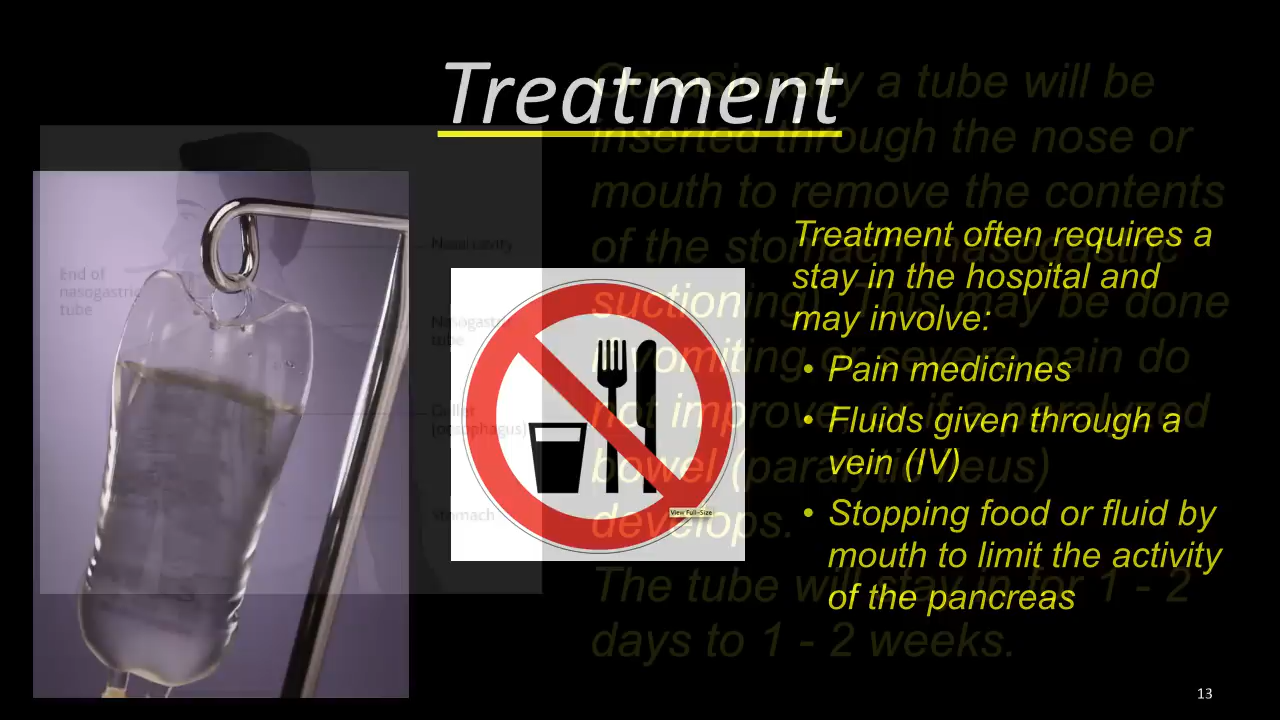 Treatment
Treatment often requires a
stay in the hospital and
may involve:
• Pain medicines
• Fluids given through a
vein (IV)
• Stopping food or fluid by
mouth to limit the activity
of the pancreas
Occasionally a tube will be
inserted through the nose or
mouth to remove the contents
of the stomach nasogastric
suctioning). This may be done
if vomiting or severe pain do
not improve, or if a paralyzed
bowel (paralytic ileus)
develops.
The tube will stay in for 1 - 2
days to 1 - 2 weeks.
End of
nasogastric
tube
Nasal cavity
Nasogastric
tube
Gullet
(oesophagus)
Stomach
View Full-Size
13